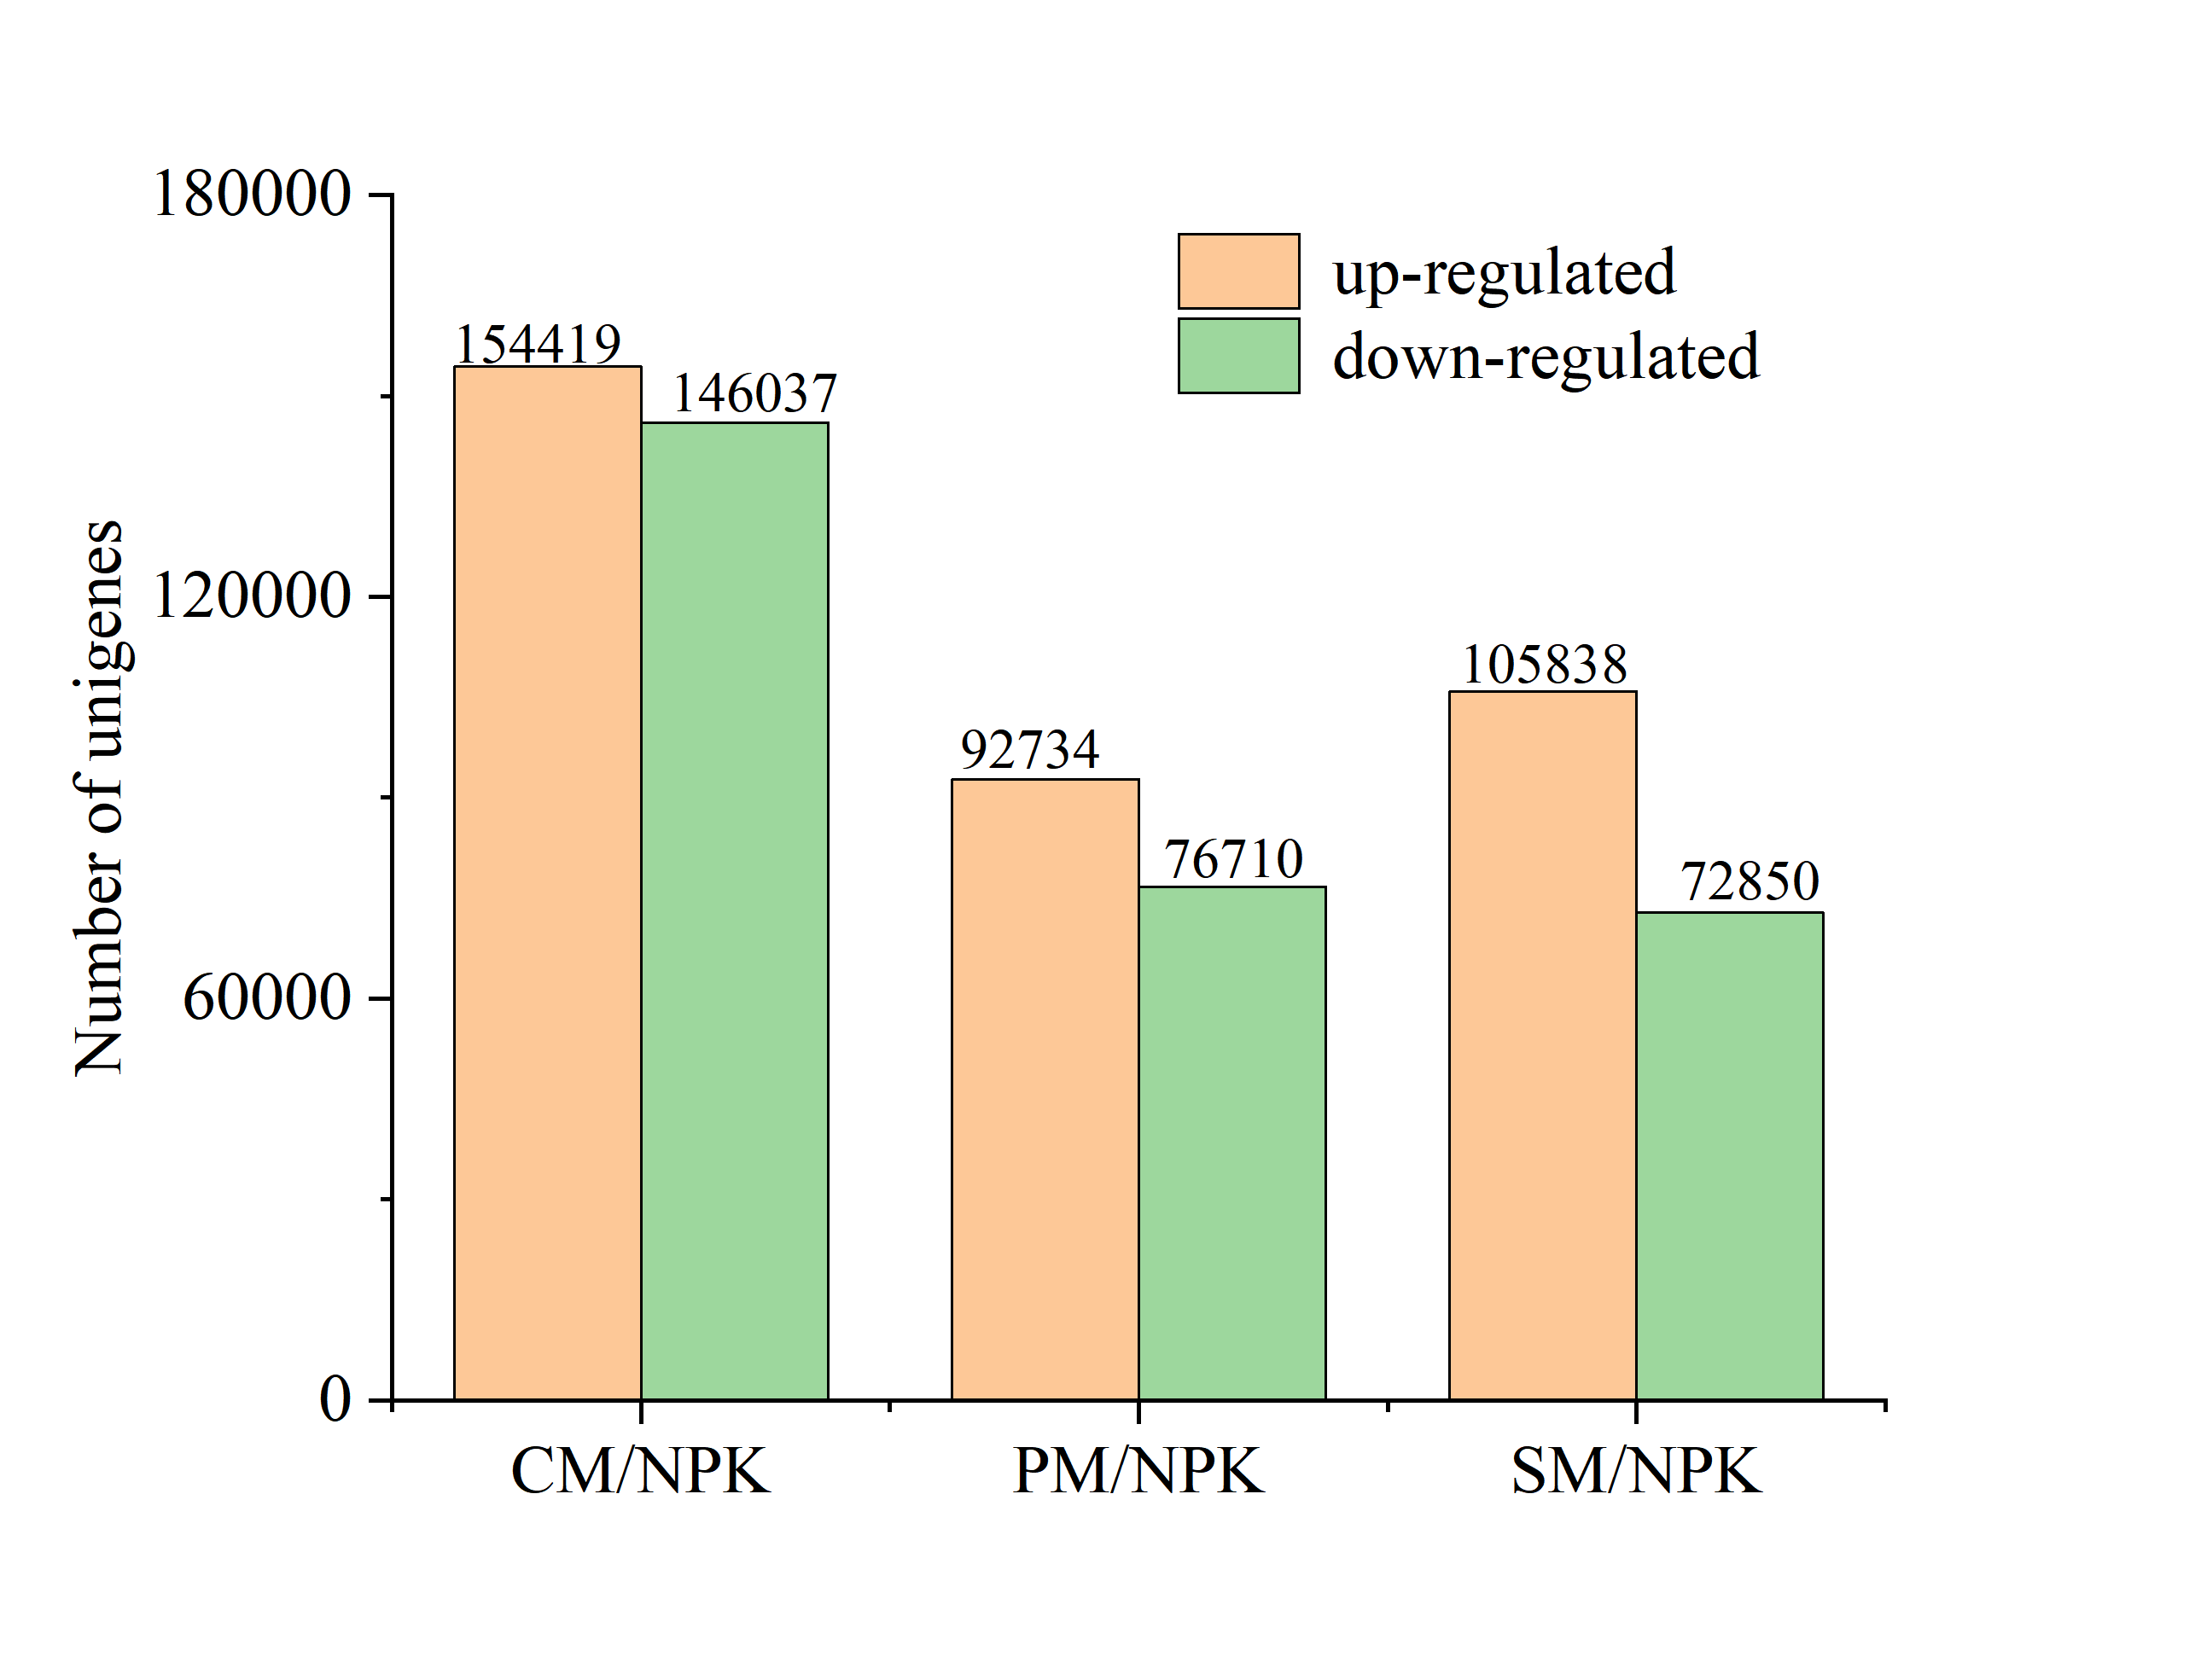 180000
120000
60000
0
Number of unigenes
up-regulated
down-regulated
154419
146037
92734
76710
105838
72850
CM/NPK
PM/NPK
SM/NPK